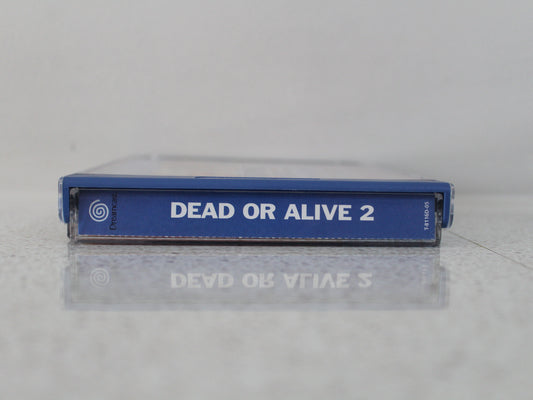 Dreamcast
DEAD OR ALIVE 2
T-8116D-05